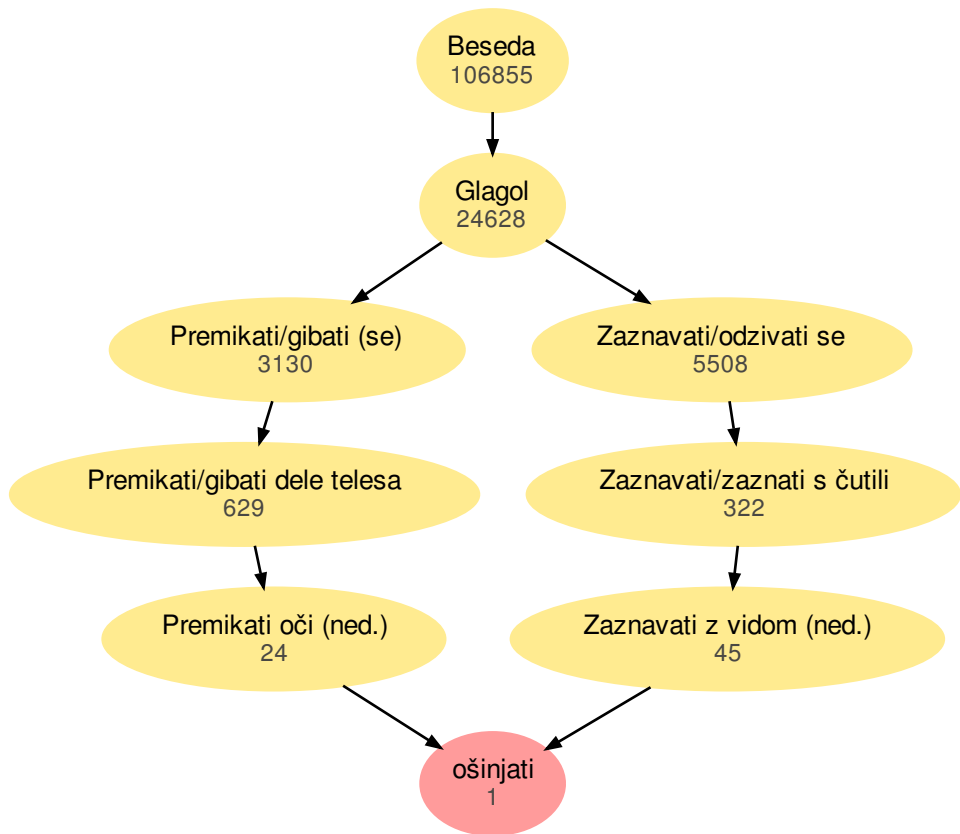 Beseda
106855
Glagol
24628
Premikati/gibati (se)
3130
Zaznavati/odzivati se
5508
Premikati/gibati dele telesa
629
Zaznavati/zaznati s čutili
322
Premikati oči (ned.)
24
Zaznavati z vidom (ned.)
45
ošinjati
1